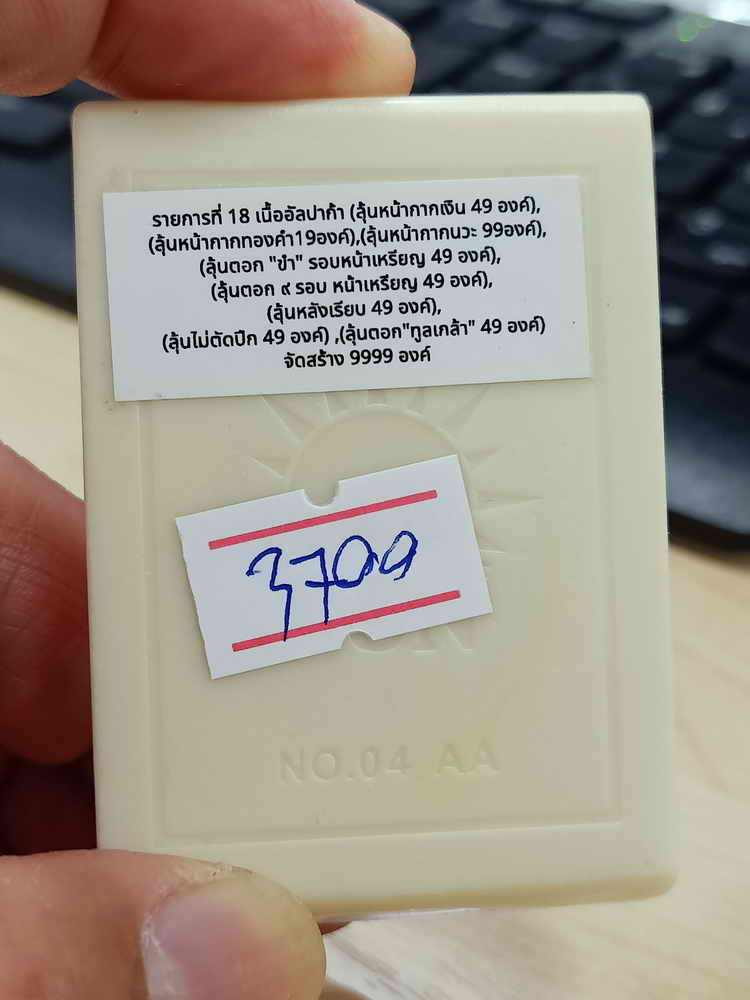 รายการที่ 18 เนื้ออัลปาก้า (ลุ้นหน้ากากเงิน 49 องค์),
(ลุ้นหน้ากากทองคำ19องค์),(ลุ้นหน้ากากนวะ 99องค์),
(ลุ้นตอก "ขำ" รอบหน้าเหรียญ 49 องค์),
(ลุ้นตอก ๙ รอบ หน้าเหรียญ 49 องค์),
(ลุ้นหลังเรียบ 49 องค์),
(ลุ้นไม่ตัดปีก 49 องค์) ,(ลุ้นตอก"ทูลเกล้า" 49 องค์)
จัดสร้าง 9999 องค์
3709
NO.04 AA